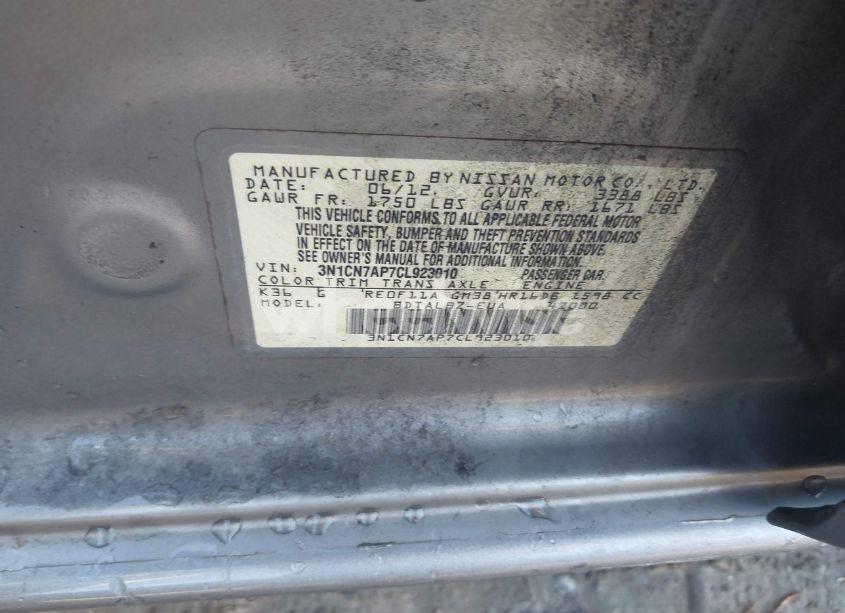 MANUFACTURED BY NISSAN MOTOR CO., LTD.
DATE: 06/12 GVWR: 3388 LBS
GAWR FR: 1750 LBS GAWR RR: 1671 LBS
THIS VEHICLE CONFORMS TO ALL APPLICABLE FEDERAL MOTOR
VEHICLE SAFETY, BUMPER AND THEFT PREVENTION STANDARDS
IN EFFECT ON THE DATE OF MANUFACTURE SHOWN ABOVE.
SEE OWNER'S MANUAL FOR ADDITIONAL INFORMATION.
VIN: 3N1CN7AP7CL923010 PASSENGER CAR.
COLOR TRIM TRANS AXLE ENGINE
K36 G RE0F11A GM38 HR16DE 1598 CC
MODEL:
3N1CN7AP7CL923010